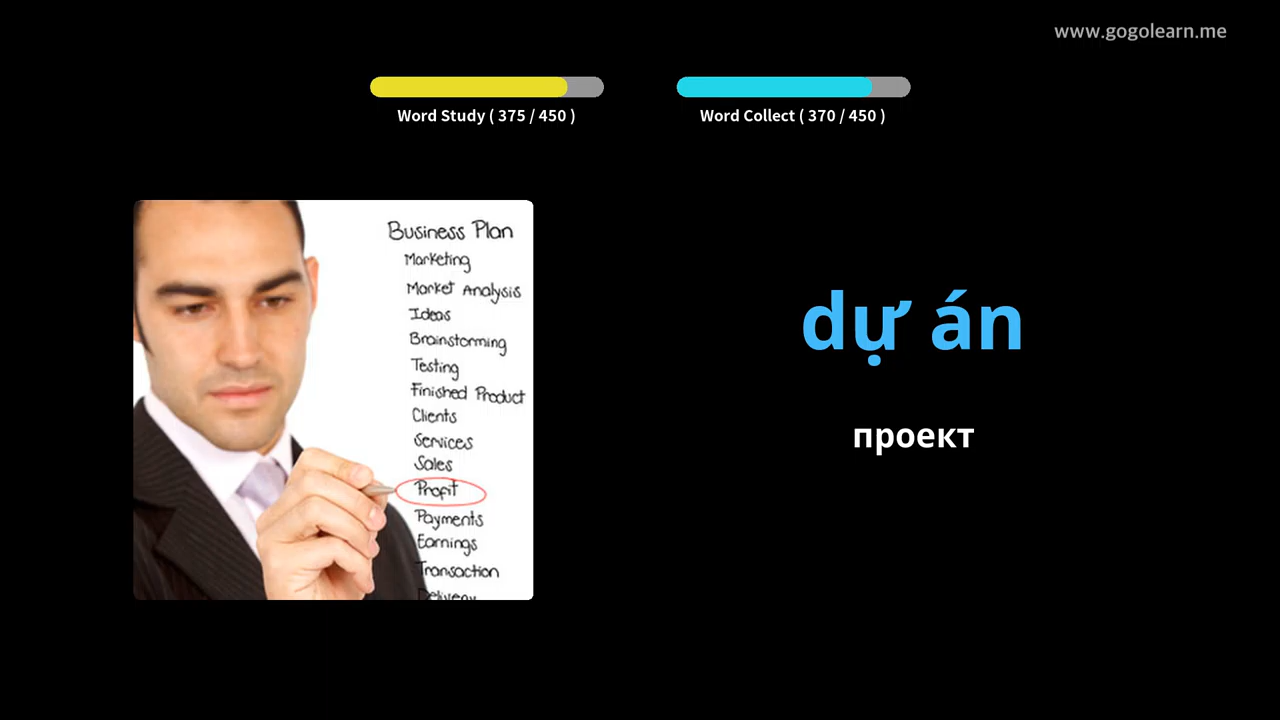 www.gogolearn.me
Word Study ( 375 / 450 )
Word Collect ( 370 / 450 )
Business Plan
Marketing
Market Analysis
Ideas
Brainstorming
Testing
Finished Product
Clients
Services
Sales
Profit
Payments
Earnings
Transaction
Delivery
dự án
проект